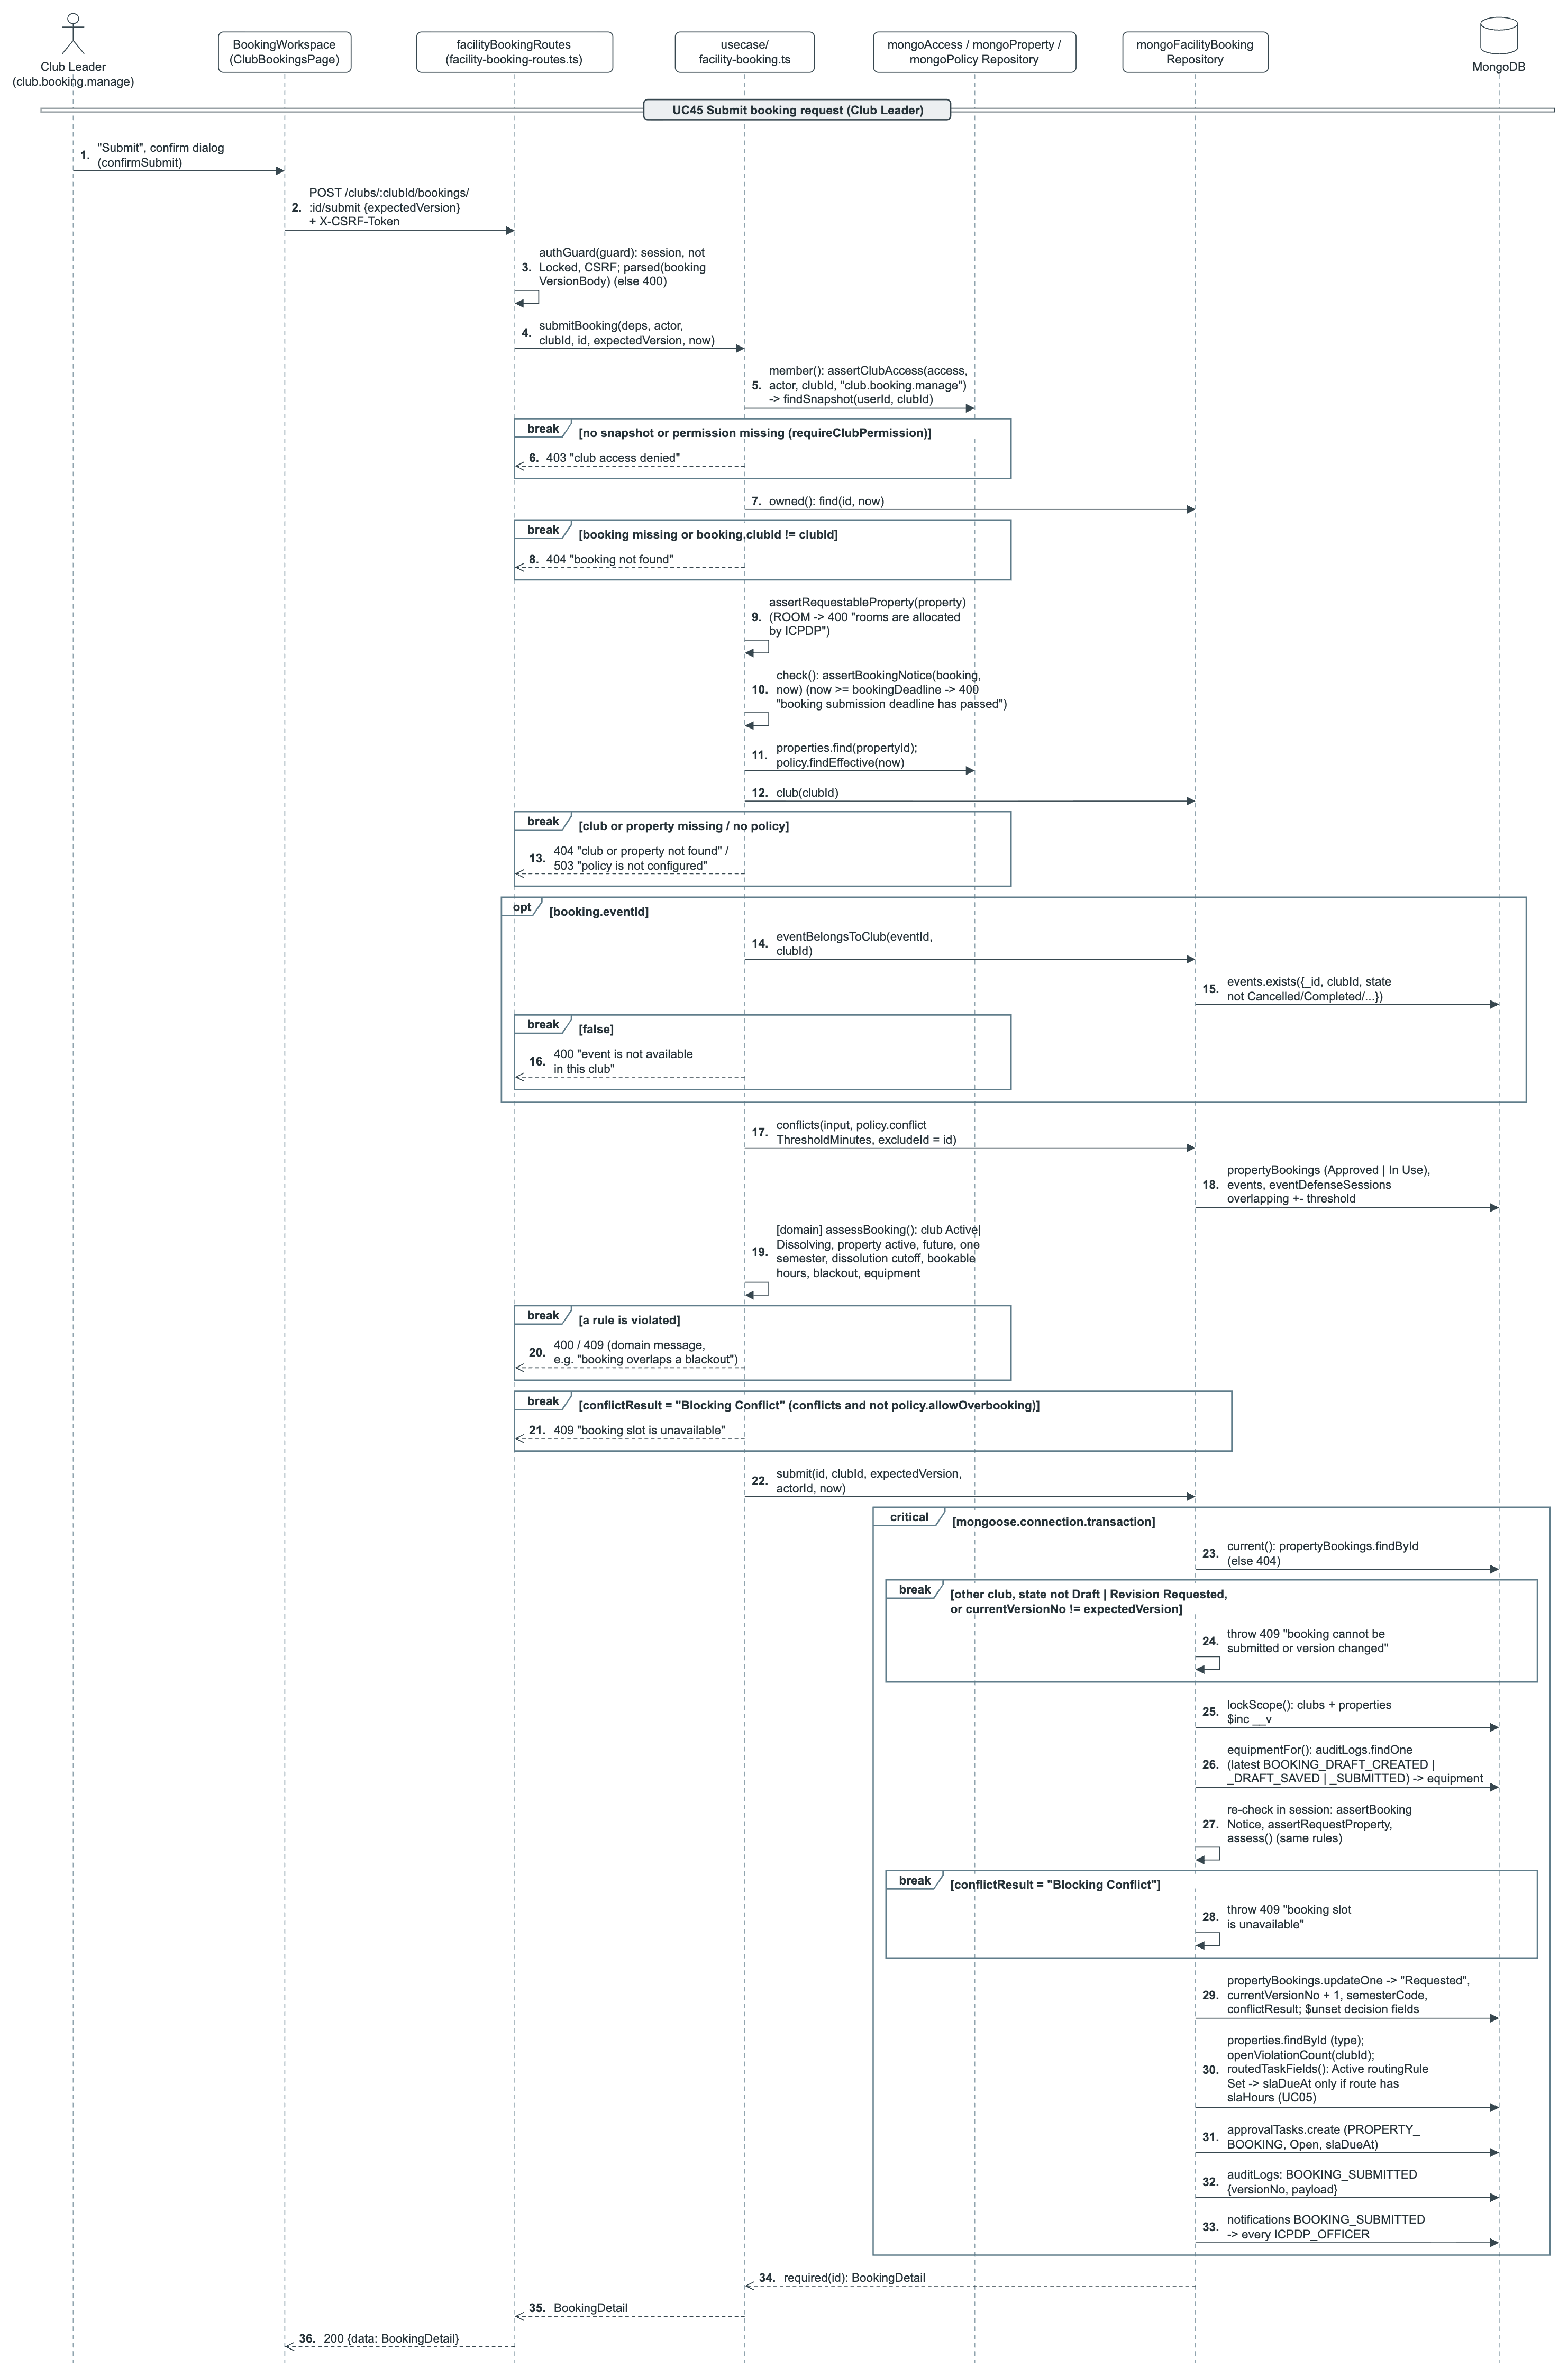 Club Leader
(club.booking.manage)
BookingWorkspace
(ClubBookingsPage)
facilityBookingRoutes
(facility-booking-routes.ts)
usecase/
facility-booking.ts
mongoAccess / mongoProperty /
mongoPolicy Repository
mongoFacilityBooking
Repository
MongoDB
UC45 Submit booking request (Club Leader)
1. "Submit", confirm dialog
(confirmSubmit)
2. POST /clubs/:clubId/bookings/
:id/submit {expectedVersion}
+ X-CSRF-Token
3. authGuard(guard): session, not
Locked, CSRF; parsed(booking
VersionBody) (else 400)
4. submitBooking(deps, actor,
clubId, id, expectedVersion, now)
5. member(): assertClubAccess(access,
actor, clubId, "club.booking.manage")
-> findSnapshot(userId, clubId)
break [no snapshot or permission missing (requireClubPermission)]
6. 403 "club access denied"
7. owned(): find(id, now)
break [booking missing or booking.clubId != clubId]
8. 404 "booking not found"
9. assertRequestableProperty(property)
(ROOM -> 400 "rooms are allocated
by ICPDP")
10. check(): assertBookingNotice(booking,
now) (now >= bookingDeadline -> 400
"booking submission deadline has passed")
11. properties.find(propertyId);
policy.findEffective(now)
12. club(clubId)
break [club or property missing / no policy]
13. 404 "club or property not found" /
503 "policy is not configured"
opt [booking.eventId]
14. eventBelongsToClub(eventId,
clubId)
15. events.exists({_id, clubId, state
not Cancelled/Completed/...})
break [false]
16. 400 "event is not available
in this club"
17. conflicts(input, policy.conflict
ThresholdMinutes, excludeId = id)
18. propertyBookings (Approved | In Use),
events, eventDefenseSessions
overlapping +- threshold
19. [domain] assessBooking(): club Active|
Dissolving, property active, future, one
semester, dissolution cutoff, bookable
hours, blackout, equipment
break [a rule is violated]
20. 400 / 409 (domain message,
e.g. "booking overlaps a blackout")
break [conflictResult = "Blocking Conflict" (conflicts and not policy.allowOverbooking)]
21. 409 "booking slot is unavailable"
22. submit(id, clubId, expectedVersion,
actorId, now)
critical [mongoose.connection.transaction]
23. current(): propertyBookings.findById
(else 404)
break [other club, state not Draft | Revision Requested,
or currentVersionNo != expectedVersion]
24. throw 409 "booking cannot be
submitted or version changed"
25. lockScope(): clubs + properties
$inc __v
26. equipmentFor(): auditLogs.findOne
(latest BOOKING_DRAFT_CREATED |
_DRAFT_SAVED | _SUBMITTED) -> equipment
27. re-check in session: assertBooking
Notice, assertRequestProperty,
assess() (same rules)
break [conflictResult = "Blocking Conflict"]
28. throw 409 "booking slot
is unavailable"
29. propertyBookings.updateOne -> "Requested",
currentVersionNo + 1, semesterCode,
conflictResult; $unset decision fields
30. properties.findById (type);
openViolationCount(clubId);
routedTaskFields(): Active routingRule
Set -> slaDueAt only if route has
slaHours (UC05)
31. approvalTasks.create (PROPERTY_
BOOKING, Open, slaDueAt)
32. auditLogs: BOOKING_SUBMITTED
{versionNo, payload}
33. notifications BOOKING_SUBMITTED
-> every ICPDP_OFFICER
34. required(id): BookingDetail
35. BookingDetail
36. 200 {data: BookingDetail}